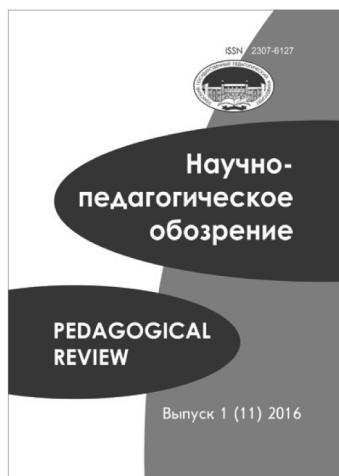 ISSN 2307-6127
Научно-
педагогическое
обозрение
PEDAGOGICAL
REVIEW
Выпуск 1 (11) 2016